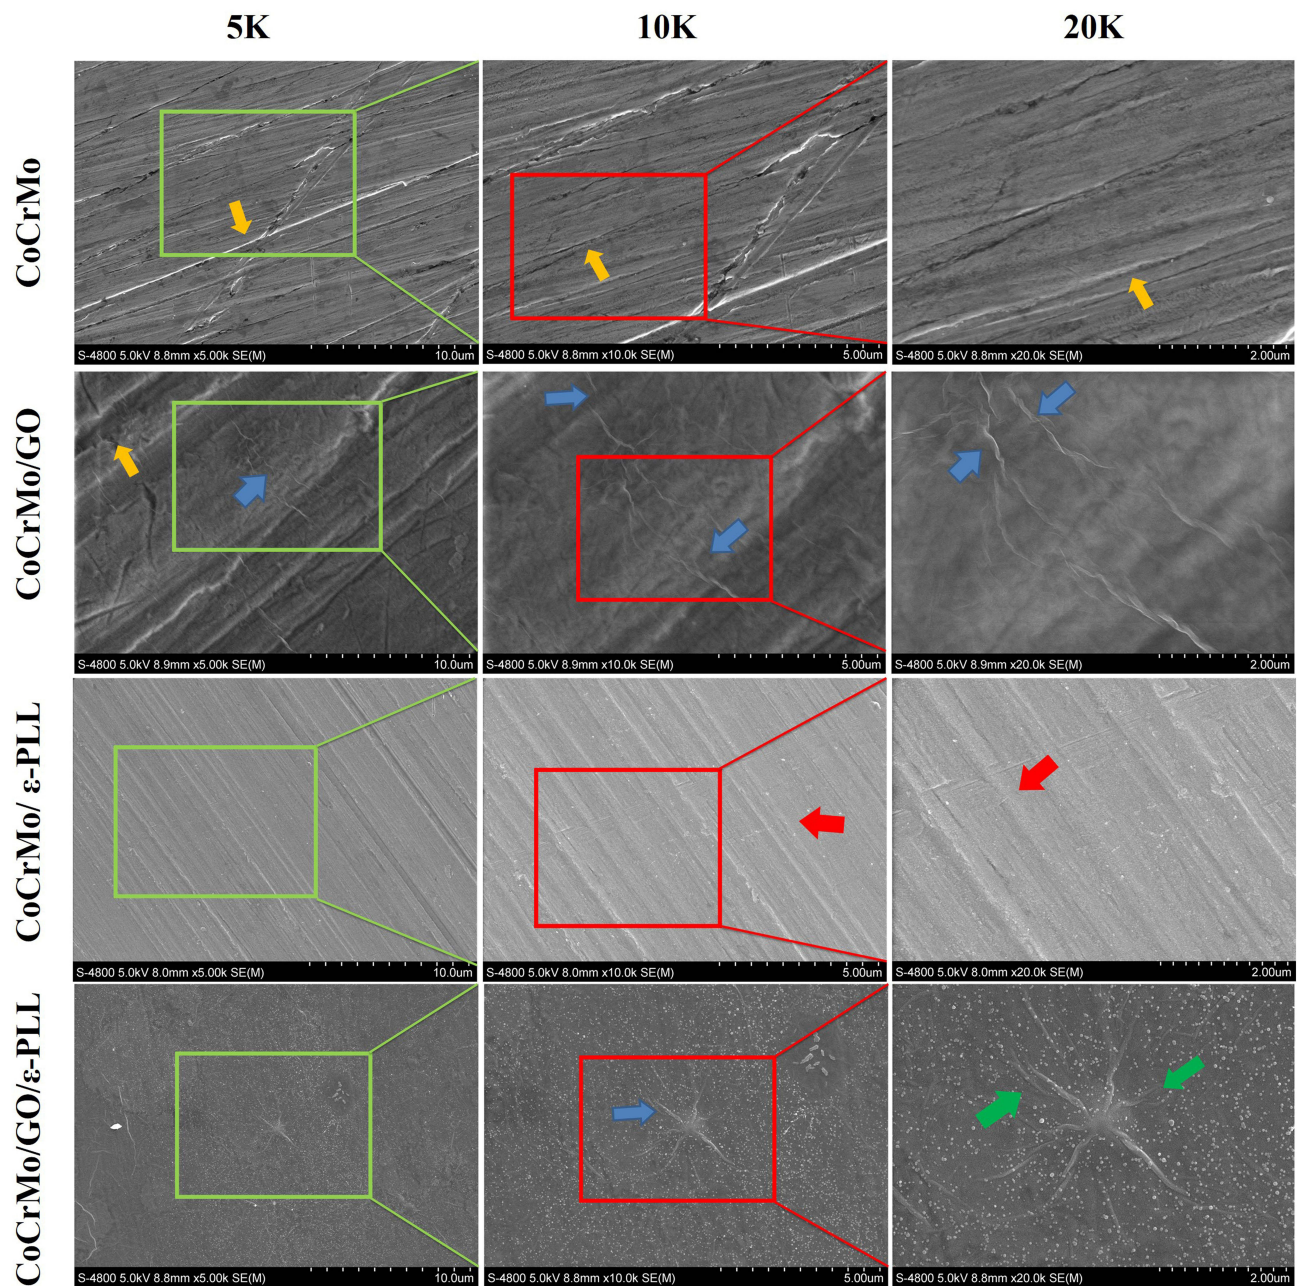 5K 10K 20K
CoCrMo
S-4800 5.0kV 8.8mm x5.00k SE(M) 10.0um
S-4800 5.0kV 8.8mm x10.0k SE(M) 5.00um
S-4800 5.0kV 8.8mm x20.0k SE(M) 2.00um
CoCrMo/GO
S-4800 5.0kV 8.9mm x5.00k SE(M) 10.0um
S-4800 5.0kV 8.9mm x10.0k SE(M) 5.00um
S-4800 5.0kV 8.9mm x20.0k SE(M) 2.00um
CoCrMo/ ε-PLL
S-4800 5.0kV 8.0mm x5.00k SE(M) 10.0um
S-4800 5.0kV 8.0mm x10.0k SE(M) 5.00um
S-4800 5.0kV 8.0mm x20.0k SE(M) 2.00um
CoCrMo/GO/ε-PLL
S-4800 5.0kV 8.8mm x5.00k SE(M) 10.0um
S-4800 5.0kV 8.8mm x10.0k SE(M) 5.00um
S-4800 5.0kV 8.8mm x20.0k SE(M) 2.00um